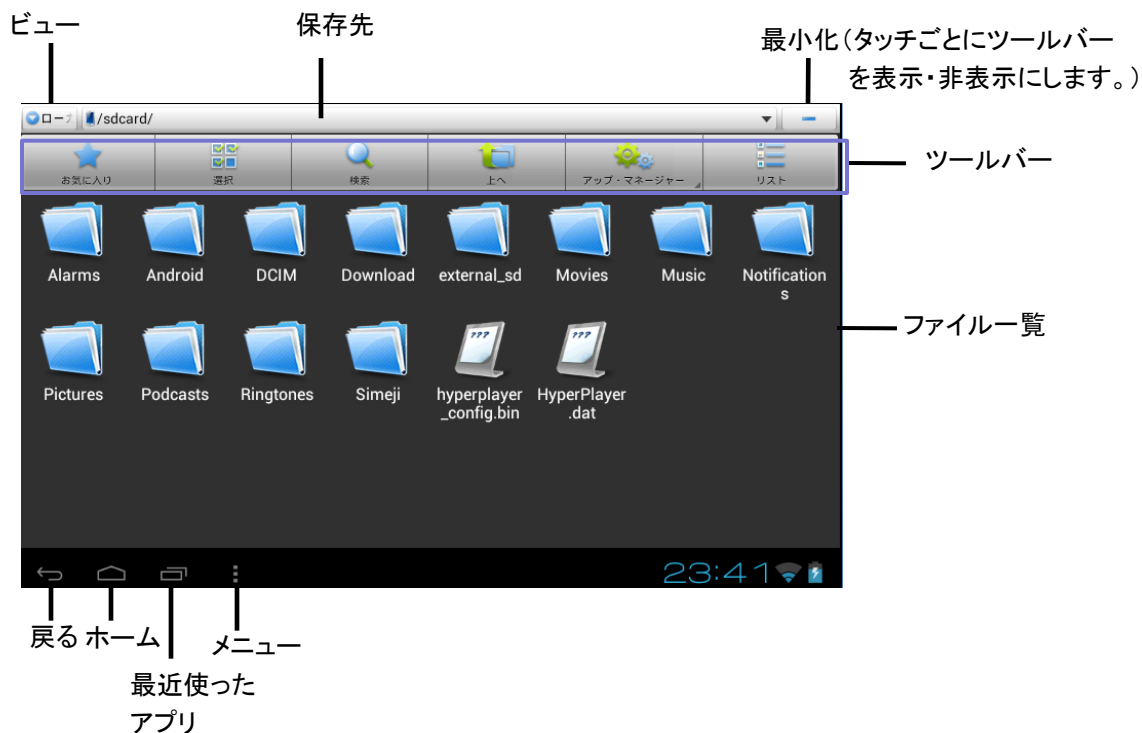 ビュー
保存先
最小化(タッチごとにツールバー
を表示・非表示にします。)
ロー
/sdcard/
お気に入り
選択
検索
上へ
アップ・マネージャー
リスト
ツールバー
Alarms
Android
DCIM
Download
external_sd
Movies
Music
Notification
s
ファイル一覧
Pictures
Podcasts
Ringtones
Simeji
???
hyperplayer
_config.bin
???
HyperPlayer
.dat
23:41
戻る
ホーム
メニュー
最近使った
アプリ